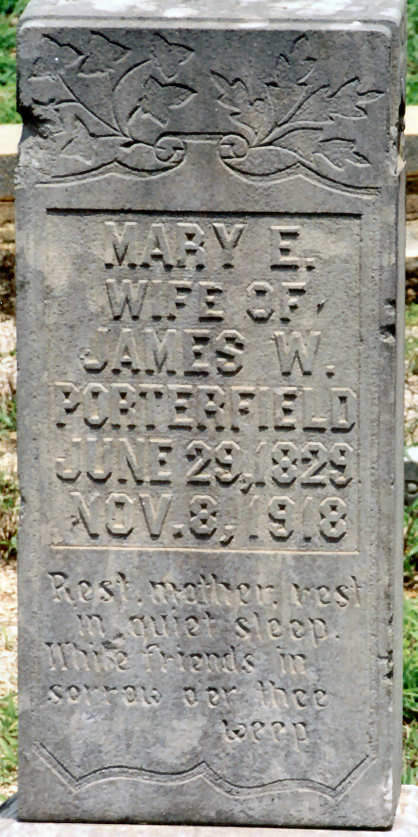 MARY E.
WIFE OF
JAMES W.
PORTERFIELD
JUNE 29, 1829
NOV. 8, 1918
Rest, mother, rest
in quiet sleep.
While friends in
sorrow oer thee
weep